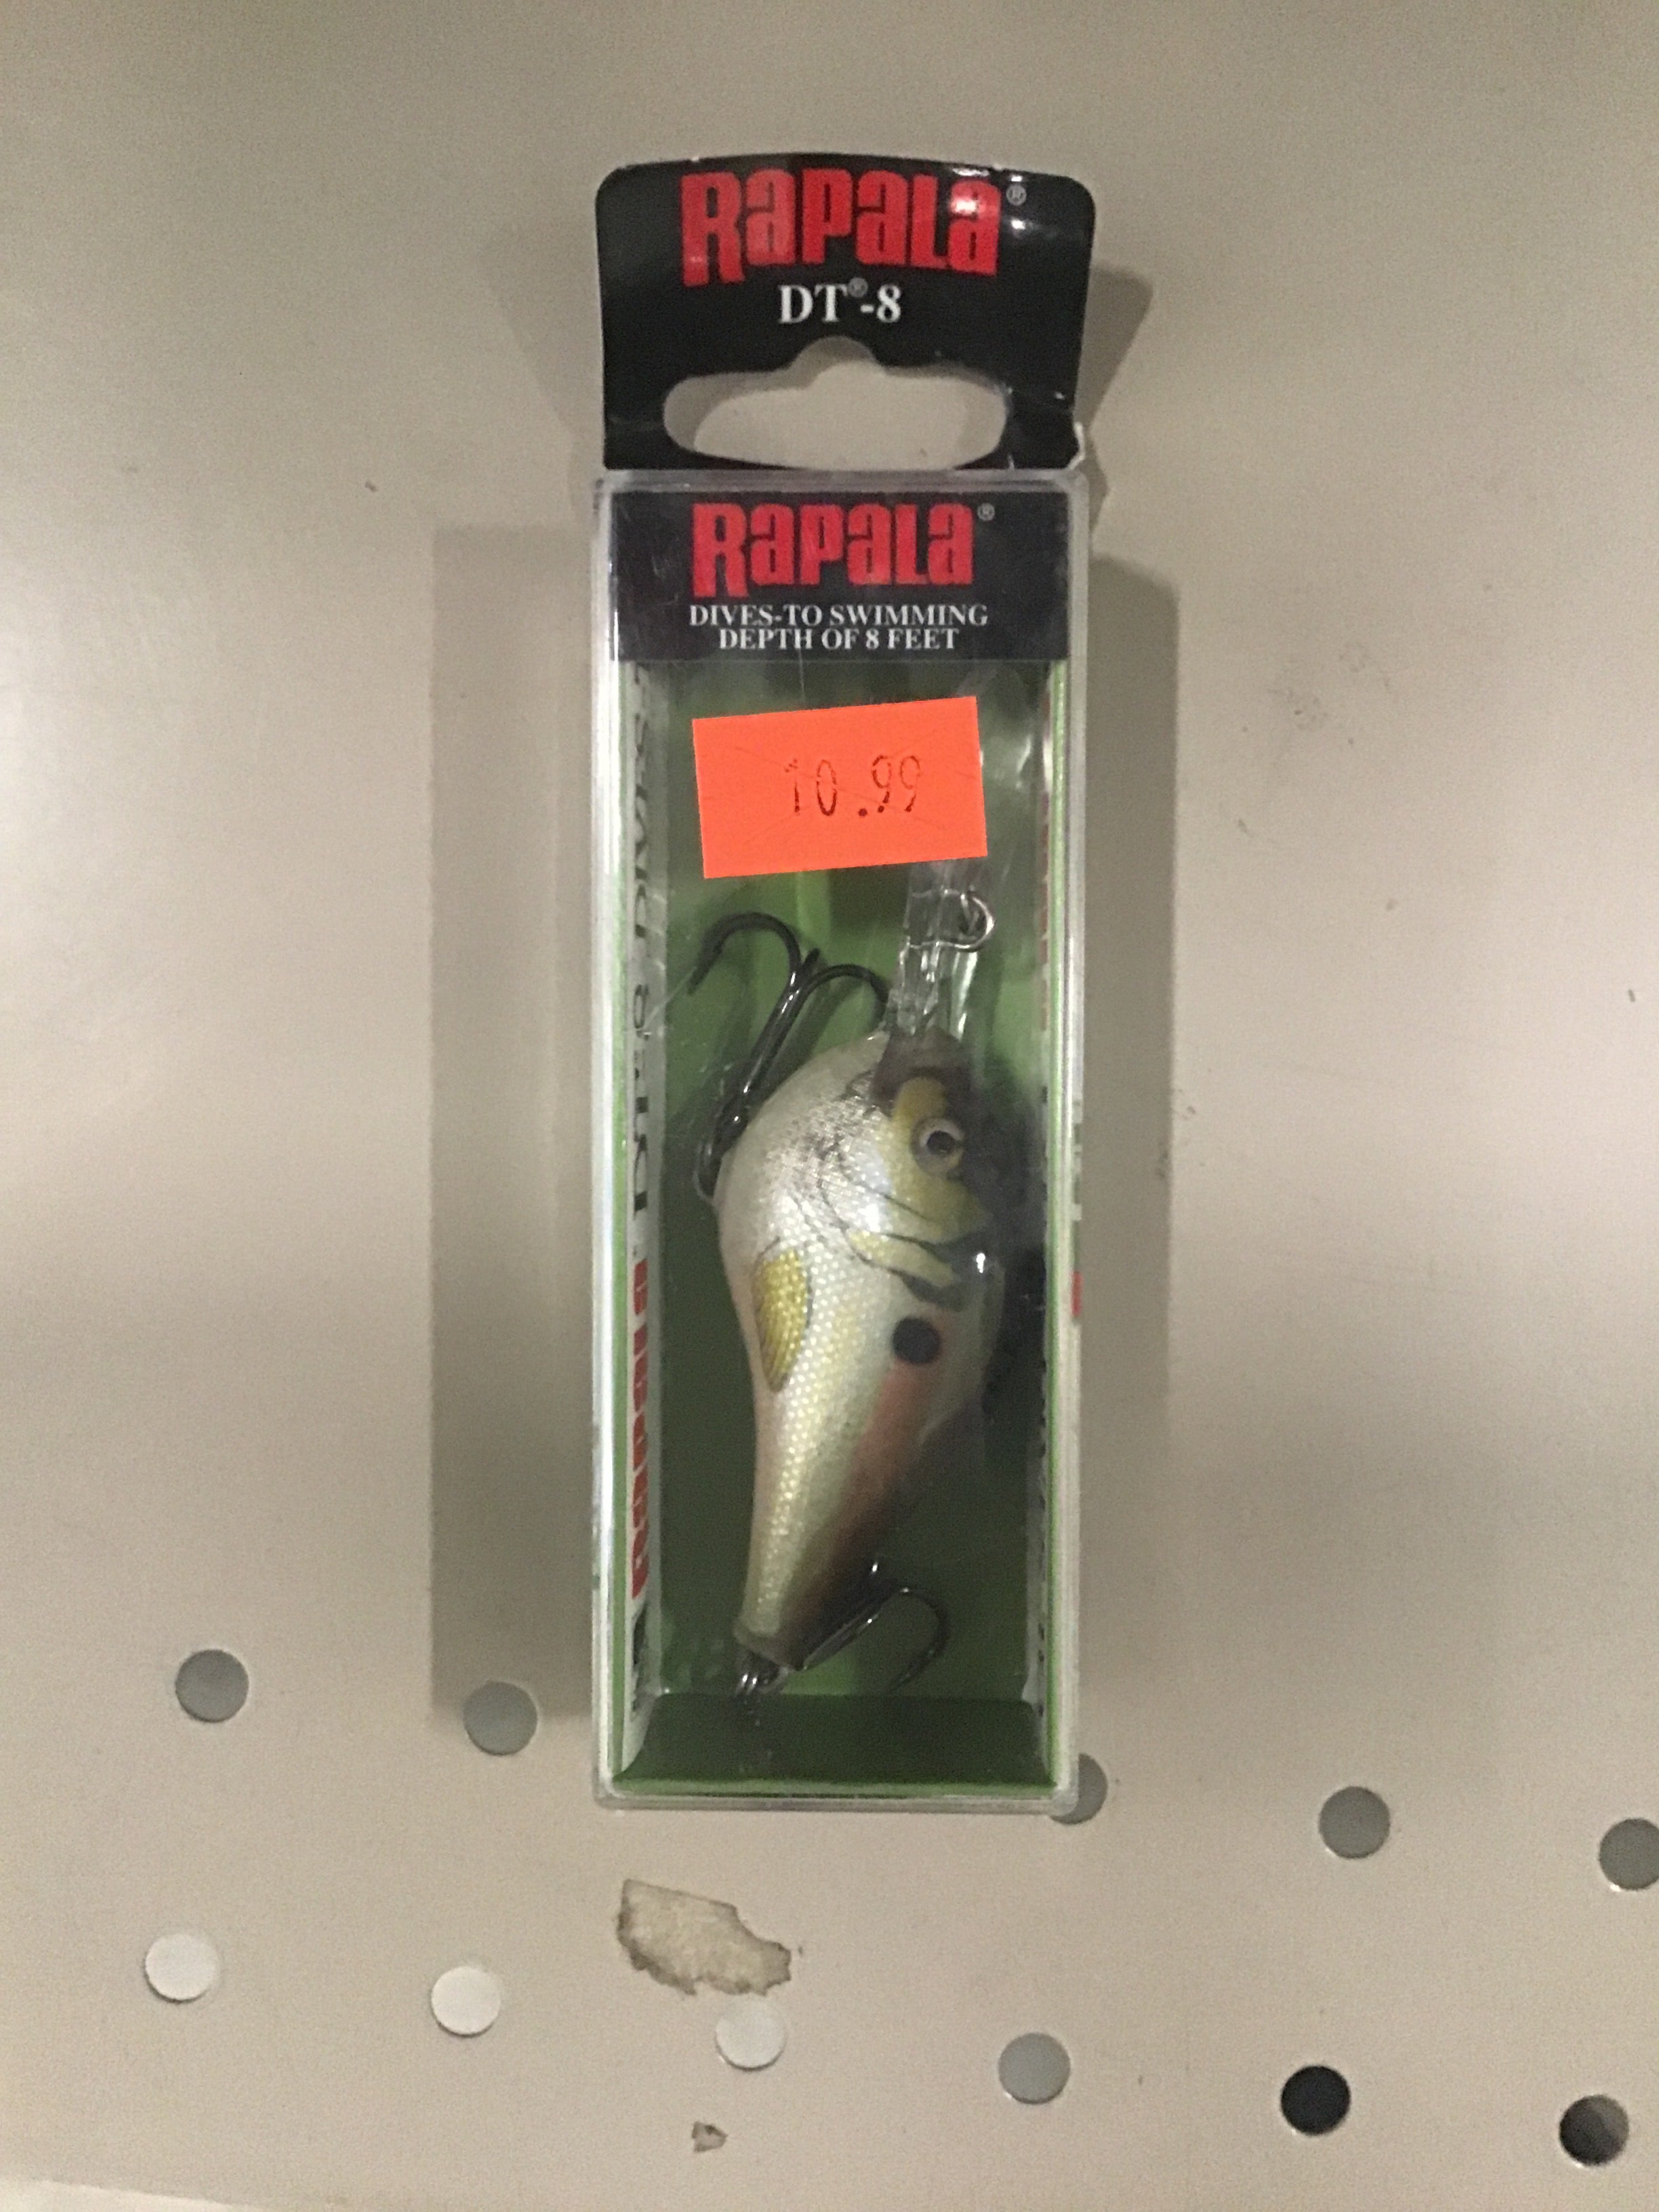 RAPALA®
DT®-8
RAPALA®
DIVES-TO SWIMMING
DEPTH OF 8 FEET
10.99